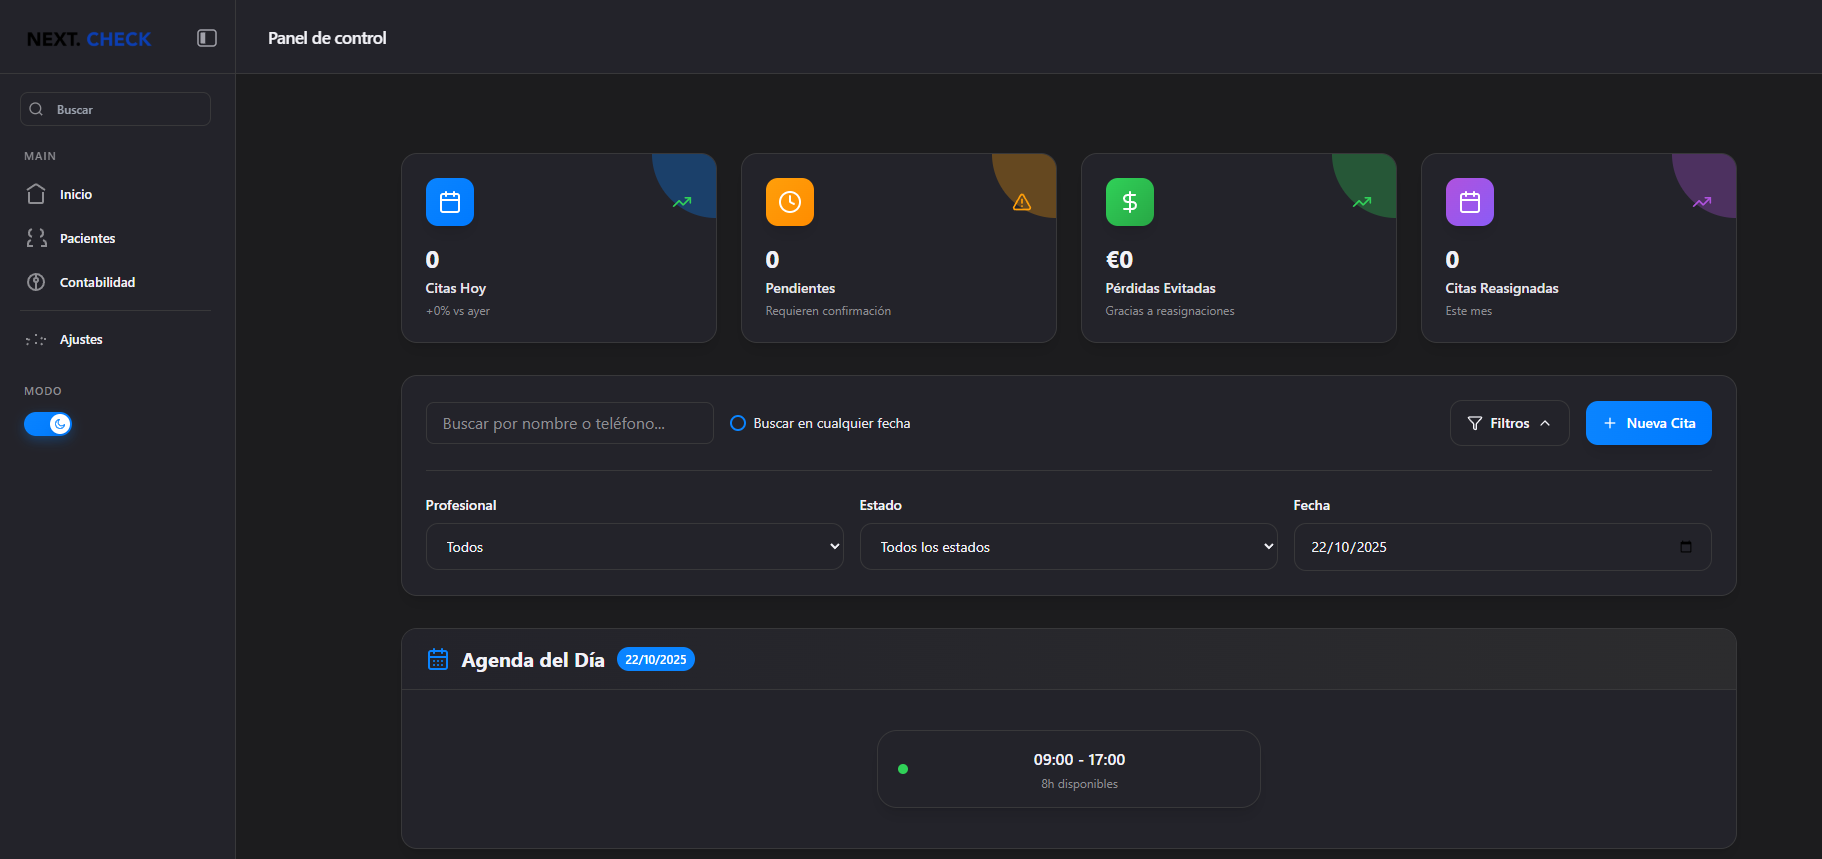 NEXT. CHECK
Panel de control
Buscar
MAIN
Inicio
Pacientes
Contabilidad
Ajustes
MODO
0
Citas Hoy
+0% vs ayer
0
Pendientes
Requieren confirmación
€0
Pérdidas Evitadas
Gracias a reasignaciones
0
Citas Reasignadas
Este mes
Buscar por nombre o teléfono...
Buscar en cualquier fecha
Filtros
Nueva Cita
Profesional
Todos
Estado
Todos los estados
Fecha
22/10/2025
Agenda del Día 22/10/2025
09:00 - 17:00
8h disponibles